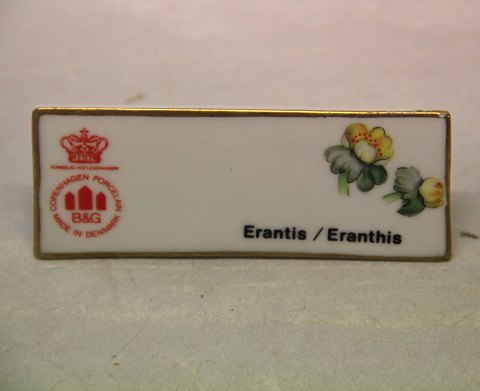 KONGELIG HOFLEVERANDØR
COPENHAGEN PORCELAIN
B&G
MADE IN DENMARK
Erantis / Eranthis